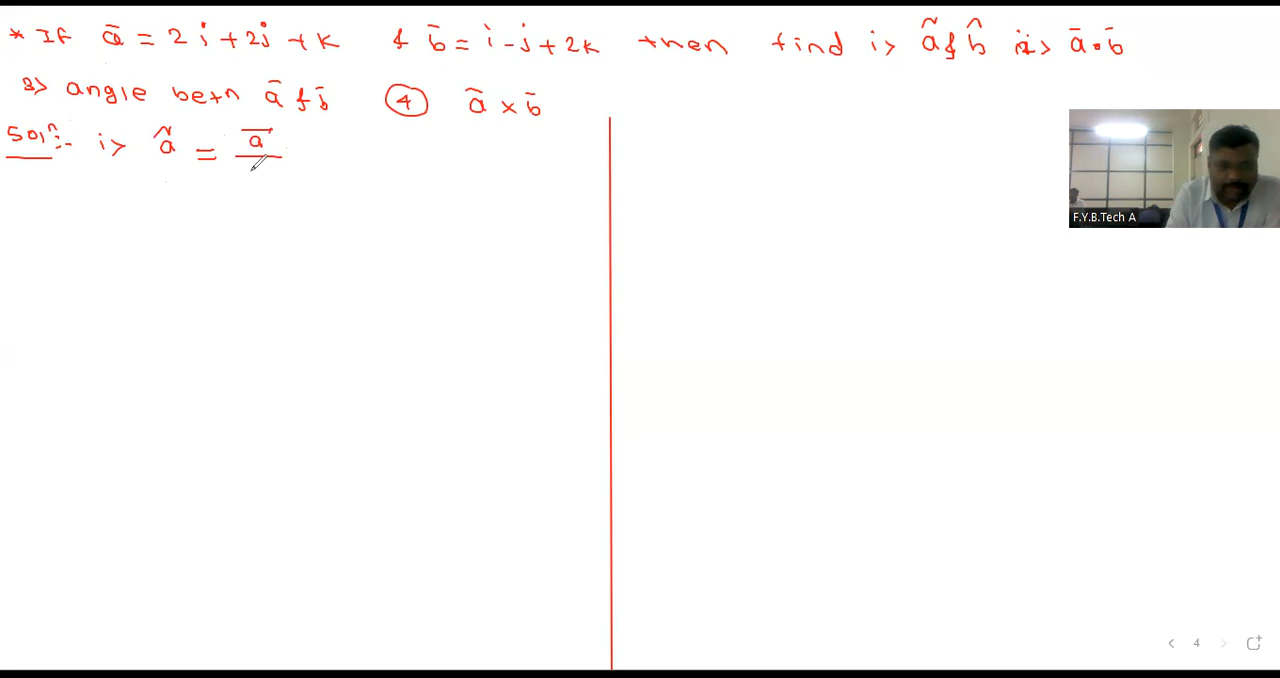 * If ā = 2i + 2j + k & b̄ = i - j + 2k then find i> â & b̂ ii> ā • b̄
3> angle betn ā & b̄ ④ ā × b̄
Solⁿ:- i> â = ā
F.Y.B.Tech A
4